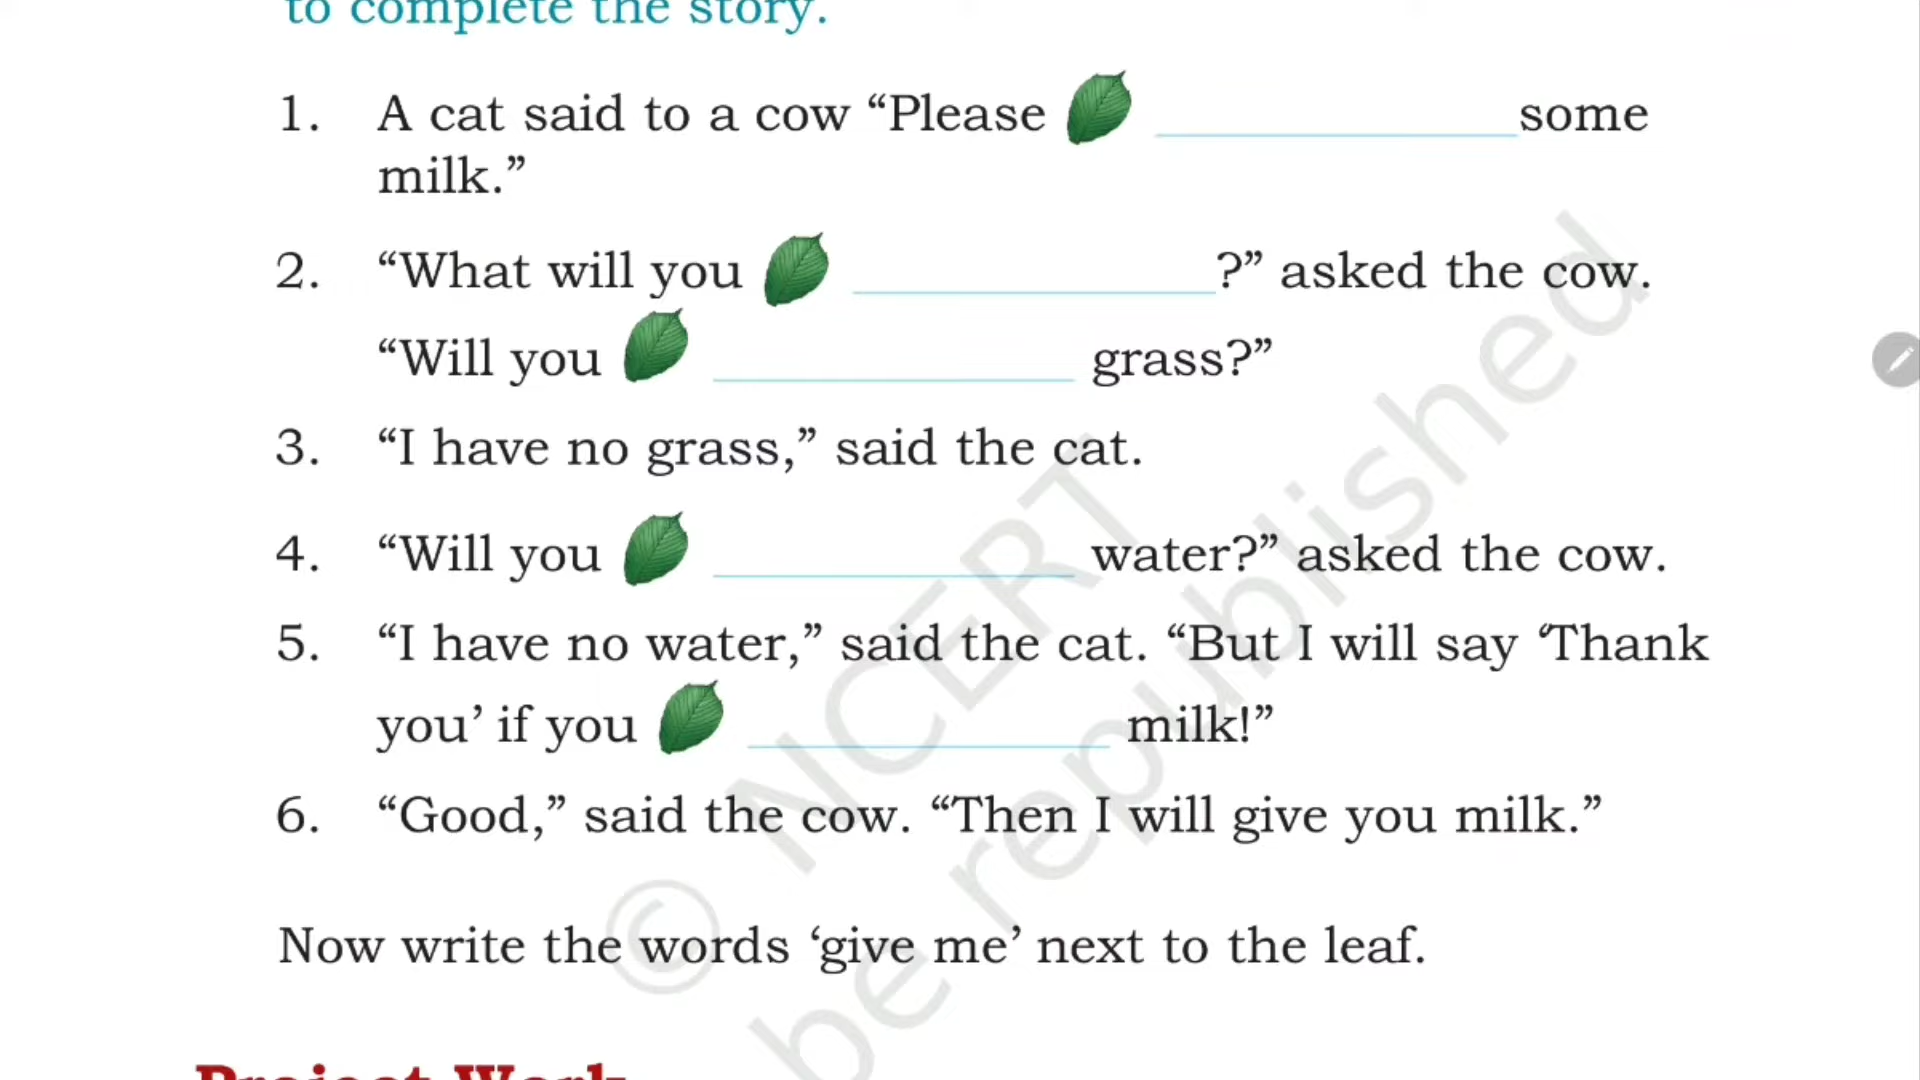 to complete the story.
1. A cat said to a cow “Please ____________ some
milk.”
2. “What will you ____________?” asked the cow.
“Will you ____________ grass?”
3. “I have no grass,” said the cat.
4. “Will you ____________ water?” asked the cow.
5. “I have no water,” said the cat. “But I will say ‘Thank
you’ if you ____________ milk!”
6. “Good,” said the cow. “Then I will give you milk.”
Now write the words ‘give me’ next to the leaf.
Project Work
© NCERT
be republished